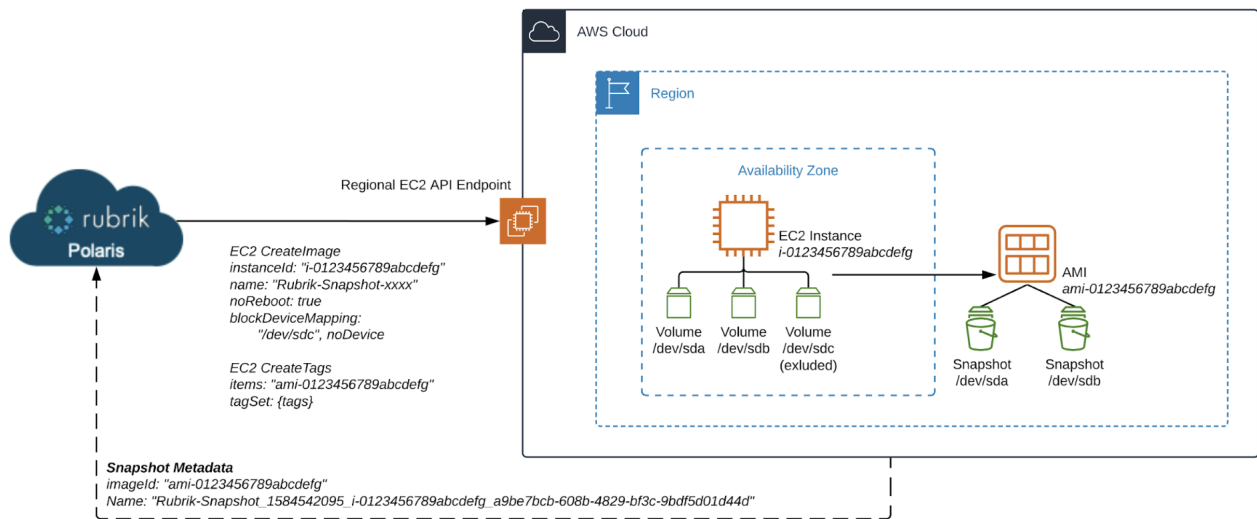 AWS Cloud
Region
Availability Zone
Regional EC2 API Endpoint
rubrik
Polaris
EC2 CreateImage
instanceId: "i-0123456789abcdefg"
name: "Rubrik-Snapshot-xxxx"
noReboot: true
blockDeviceMapping:
"/dev/sdc", noDevice
EC2 CreateTags
items: "ami-0123456789abcdefg"
tagSet: {tags}
EC2 Instance
i-0123456789abcdefg
Volume
/dev/sda
Volume
/dev/sdb
Volume
/dev/sdc
(exluded)
AMI
ami-0123456789abcdefg
Snapshot
/dev/sda
Snapshot
/dev/sdb
Snapshot Metadata
imageId: "ami-0123456789abcdefg"
Name: "Rubrik-Snapshot_1584542095_i-0123456789abcdefg_a9be7bcb-608b-4829-bf3c-9bdf5d01d44d"